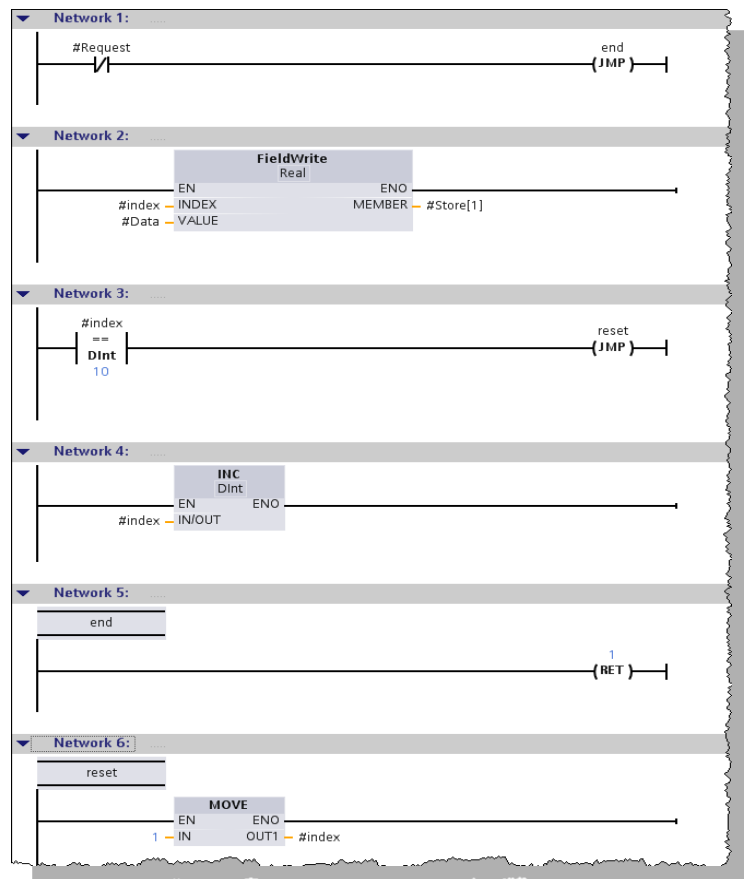 Network 1: .....
#Request end
(JMP)
Network 2: .....
FieldWrite
Real
EN ENO
#index INDEX MEMBER #Store[1]
#Data VALUE
Network 3: .....
#index reset
== (JMP)
DInt
10
Network 4: .....
INC
DInt
EN ENO
#index IN/OUT
Network 5: .....
end
1
(RET)
Network 6: .....
reset
MOVE
EN ENO
1 IN OUT1 #index